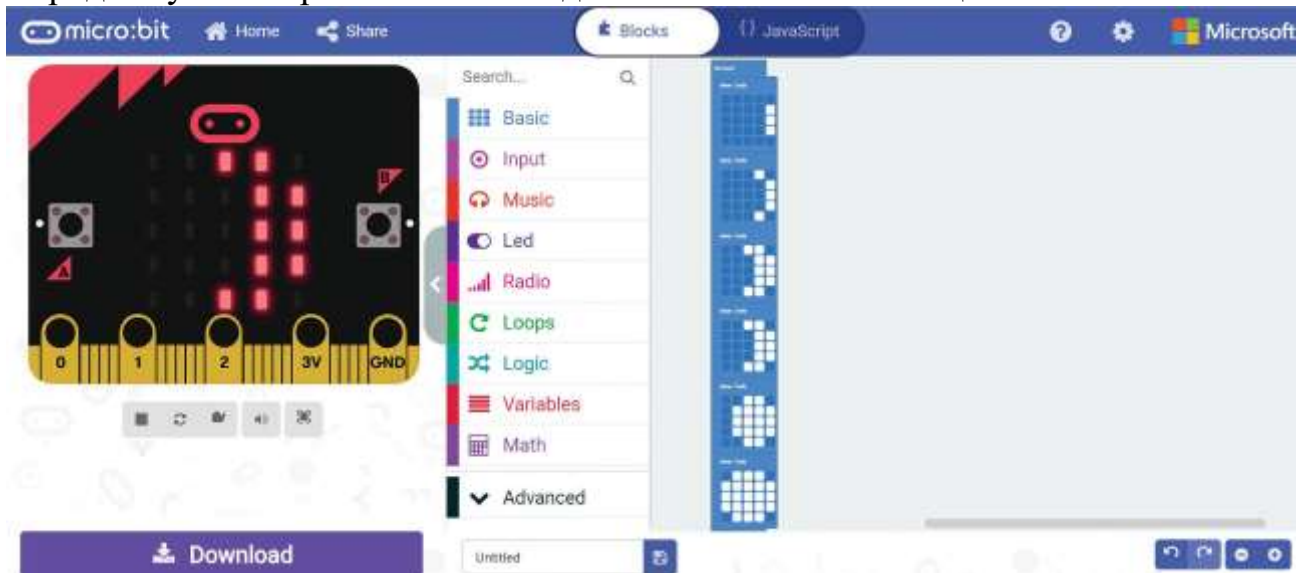 micro:bit Home Share Blocks {} JavaScript ? Microsoft
Search...
Basic
Input
B
Music
Led
A
Radio
Loops
0 1 2 3V GND
Logic
Variables
Math
Advanced
Download
Untitled